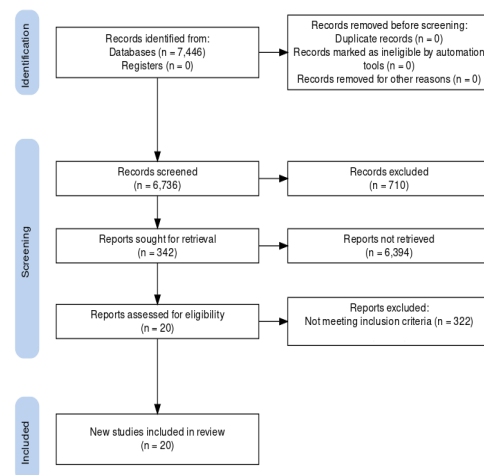 Identification
Records identified from:
Databases (n = 7,446)
Registers (n = 0)
Records removed before screening:
Duplicate records (n = 0)
Records marked as ineligible by automation
tools (n = 0)
Records removed for other reasons (n = 0)
Screening
Records screened
(n = 6,736)
Records excluded
(n = 710)
Reports sought for retrieval
(n = 342)
Reports not retrieved
(n = 6,394)
Reports assessed for eligibility
(n = 20)
Reports excluded:
Not meeting inclusion criteria (n = 322)
Included
New studies included in review
(n = 20)